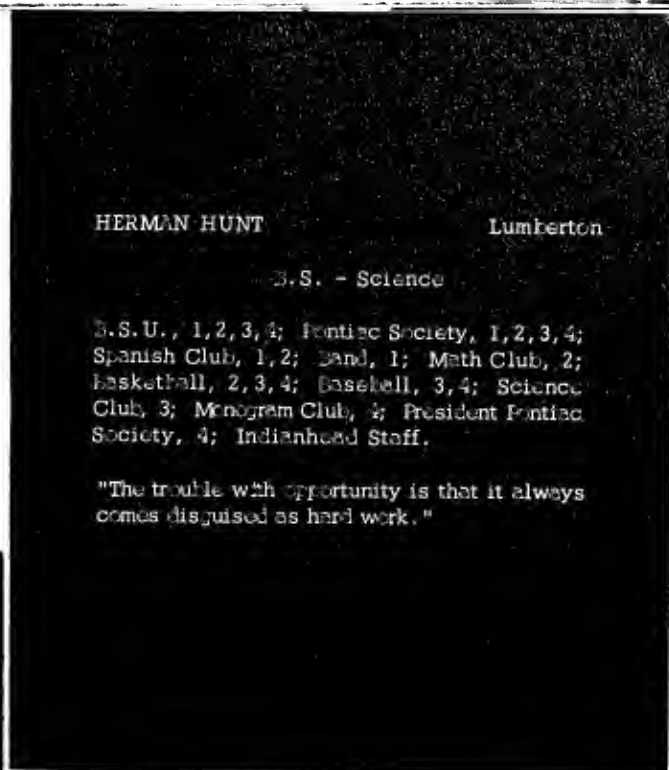 HERMAN HUNT Lumberton
B.S. - Science
B.S.U., 1,2,3,4; Pontiac Society, 1,2,3,4;
Spanish Club, 1,2; Band, 1; Math Club, 2;
Basketball, 2,3,4; Baseball, 3,4; Science
Club, 3; Monogram Club, 4; President Pontiac
Society, 4; Indianhead Staff.
"The trouble with opportunity is that it always
comes disguised as hard work."